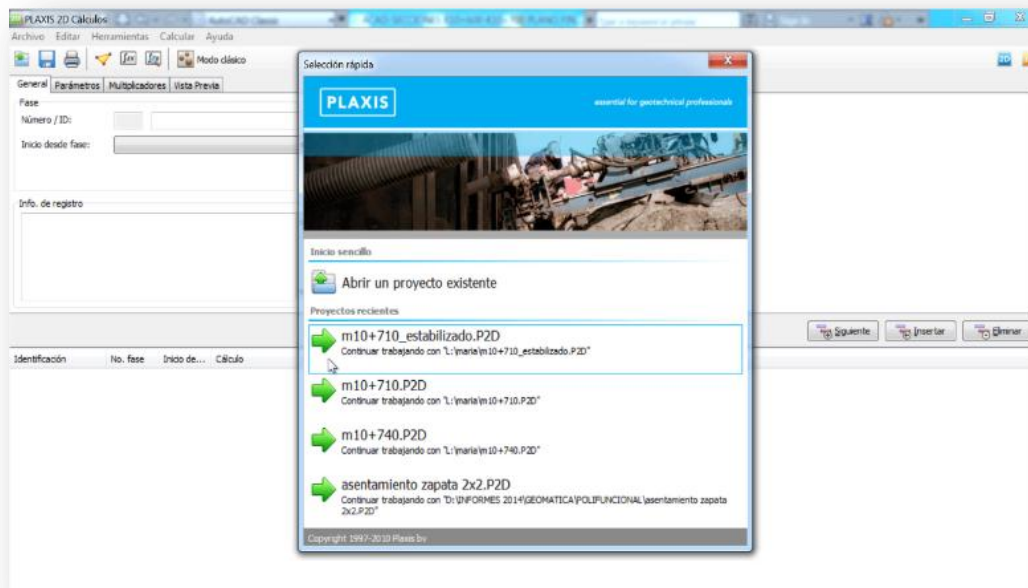 PLAXIS 2D Cálculos
AutoCAD Classic
Archivo Editar Herramientas Calcular Ayuda
Modo clásico
General Parámetros Multiplicadores Vista Previa
Fase
Número / ID:
Inicio desde fase:
Info. de registro
Siguiente Insertar Eliminar
Identificación No. fase Inicio de... Cálculo
Selección rápida
PLAXIS
essential for geotechnical professionals
Inicio sencillo
Abrir un proyecto existente
Proyectos recientes
m10+710_estabilizado.P2D
Continuar trabajando con "L:\maria\m10+710_estabilizado.P2D"
m10+710.P2D
Continuar trabajando con "L:\maria\m10+710.P2D"
m10+740.P2D
Continuar trabajando con "L:\maria\m10+740.P2D"
asentamiento zapata 2x2.P2D
Continuar trabajando con "D:\INFORMES 2014\GEOMATICA\POLIFUNCIONAL\asentamiento zapata
2x2.P2D"
Copyright 1997-2010 Plaxis bv